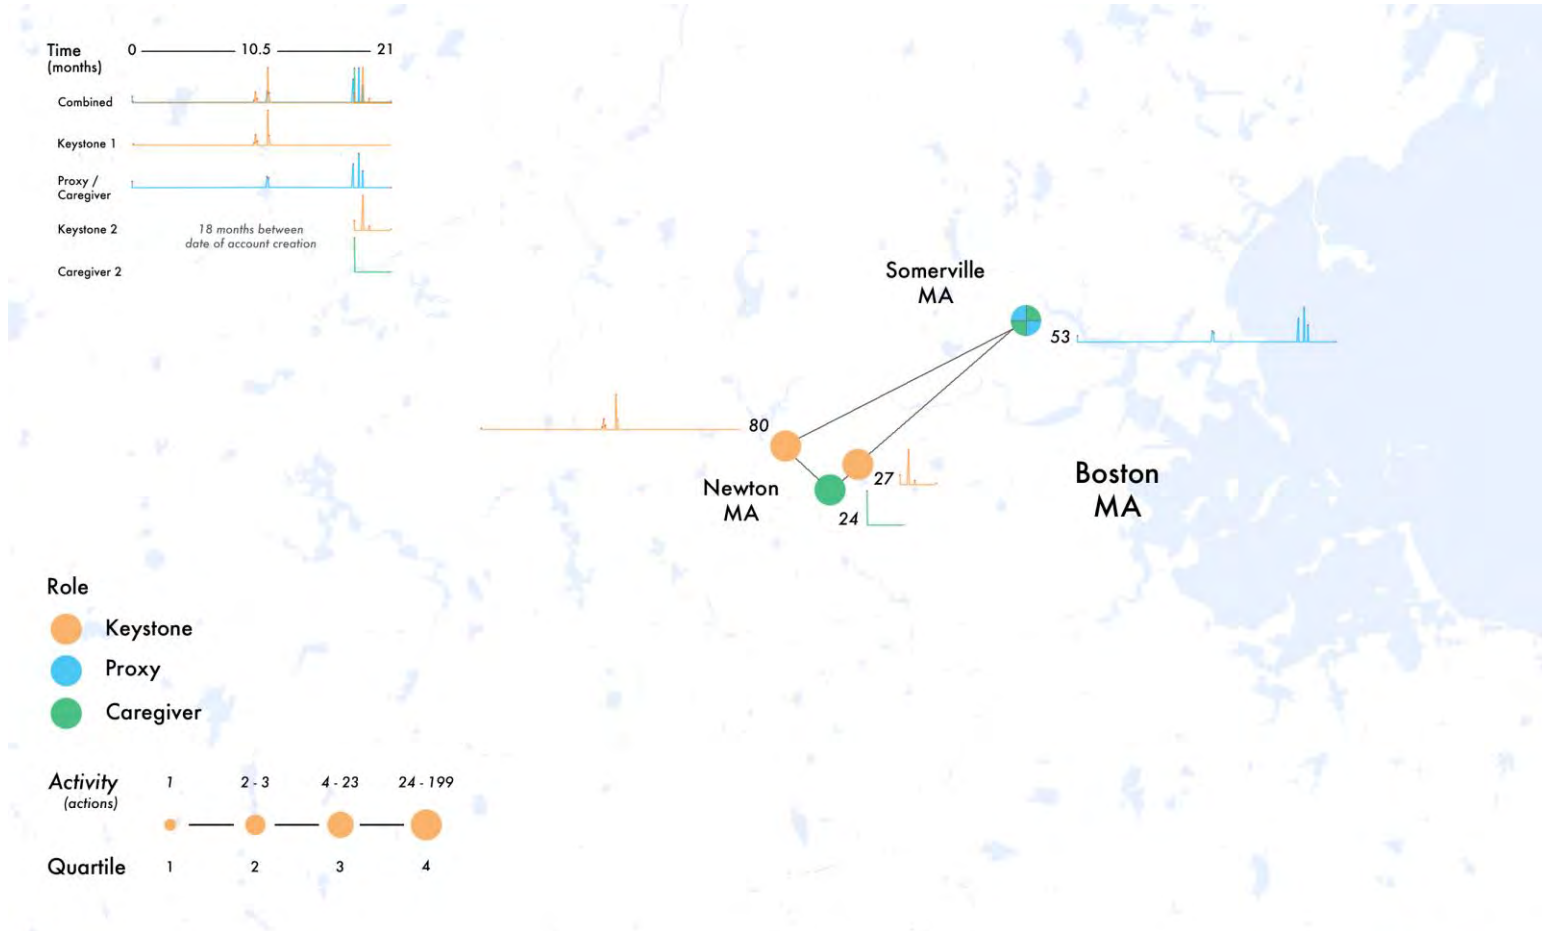 Time 0 10.5 21
(months)
Combined
Keystone 1
Proxy /
Caregiver
Keystone 2
18 months between
date of account creation
Caregiver 2
Somerville
MA
53
80
27
24
Newton
MA
Boston
MA
Role
Keystone
Proxy
Caregiver
Activity 1 2 - 3 4 - 23 24 - 199
(actions)
Quartile 1 2 3 4